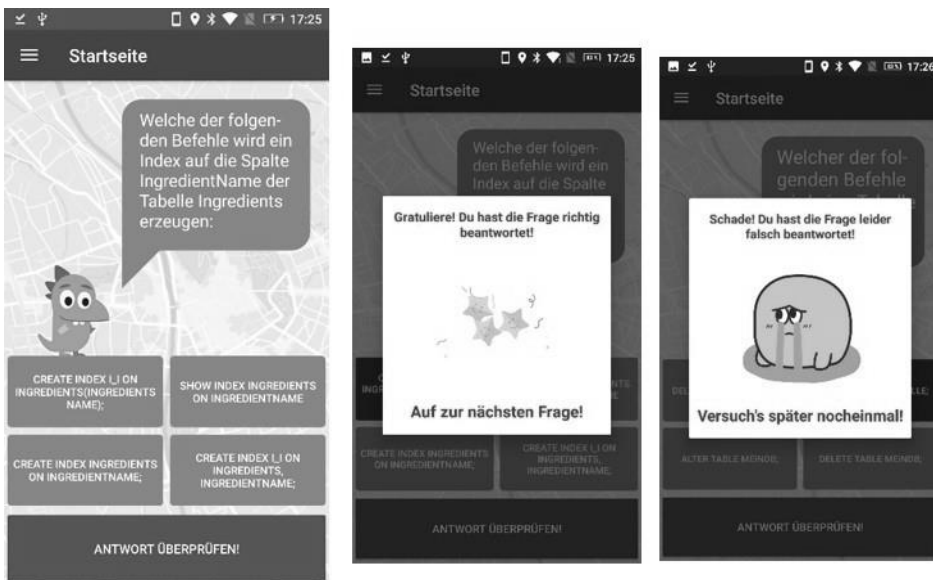 17:25
Startseite
Welche der folgen-
den Befehle wird ein
Index auf die Spalte
IngredientName der
Tabelle Ingredients
erzeugen:
CREATE INDEX I_I ON
INGREDIENTS(INGREDIENTS
NAME);
SHOW INDEX INGREDIENTS
ON INGREDIENTNAME
CREATE INDEX INGREDIENTS
ON INGREDIENTNAME;
CREATE INDEX I_I ON
INGREDIENTS,
INGREDIENTNAME;
ANTWORT ÜBERPRÜFEN!
17:25
Startseite
Welche der folgen-
den Befehle wird ein
Index auf die Spalte
Gratuliere! Du hast die Frage richtig
beantwortet!
Auf zur nächsten Frage!
CREATE INDEX INGREDIENTS
ON INGREDIENTNAME;
CREATE INDEX I_I ON
INGREDIENTS,
INGREDIENTNAME;
ANTWORT ÜBERPRÜFEN!
17:26
Startseite
Welcher der fol-
genden Befehle
Schade! Du hast die Frage leider
falsch beantwortet!
Versuch's später nocheinmal!
ALTER TABLE MEINDB;
DELETE TABLE MEINDB;
ANTWORT ÜBERPRÜFEN!